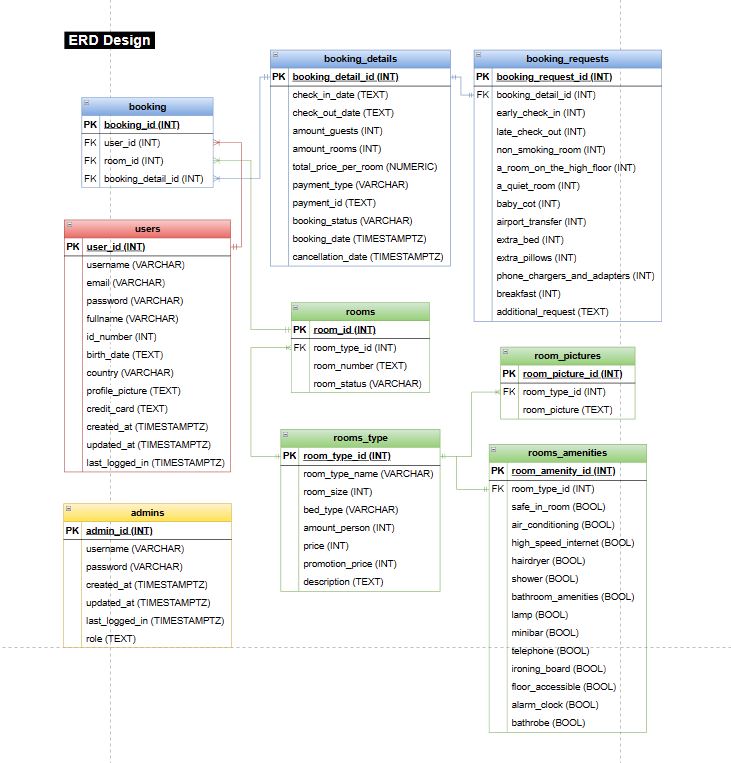 ERD Design
booking
PK booking_id (INT)
FK user_id (INT)
FK room_id (INT)
FK booking_detail_id (INT)
booking_details
PK booking_detail_id (INT)
check_in_date (TEXT)
check_out_date (TEXT)
amount_guests (INT)
amount_rooms (INT)
total_price_per_room (NUMERIC)
payment_type (VARCHAR)
payment_id (TEXT)
booking_status (VARCHAR)
booking_date (TIMESTAMPTZ)
cancellation_date (TIMESTAMPTZ)
booking_requests
PK booking_request_id (INT)
FK booking_detail_id (INT)
early_check_in (INT)
late_check_out (INT)
non_smoking_room (INT)
a_room_on_the_high_floor (INT)
a_quiet_room (INT)
baby_cot (INT)
airport_transfer (INT)
extra_bed (INT)
extra_pillows (INT)
phone_chargers_and_adapters (INT)
breakfast (INT)
additional_request (TEXT)
users
PK user_id (INT)
username (VARCHAR)
email (VARCHAR)
password (VARCHAR)
fullname (VARCHAR)
id_number (INT)
birth_date (TEXT)
country (VARCHAR)
profile_picture (TEXT)
credit_card (TEXT)
created_at (TIMESTAMPTZ)
updated_at (TIMESTAMPTZ)
last_logged_in (TIMESTAMPTZ)
rooms
PK room_id (INT)
FK room_type_id (INT)
room_number (TEXT)
room_status (VARCHAR)
room_pictures
PK room_picture_id (INT)
FK room_type_id (INT)
room_picture (TEXT)
rooms_type
PK room_type_id (INT)
room_type_name (VARCHAR)
room_size (INT)
bed_type (VARCHAR)
amount_person (INT)
price (INT)
promotion_price (INT)
description (TEXT)
rooms_amenities
PK room_amenity_id (INT)
FK room_type_id (INT)
safe_in_room (BOOL)
air_conditioning (BOOL)
high_speed_internet (BOOL)
hairdryer (BOOL)
shower (BOOL)
bathroom_amenities (BOOL)
lamp (BOOL)
minibar (BOOL)
telephone (BOOL)
ironing_board (BOOL)
floor_accessible (BOOL)
alarm_clock (BOOL)
bathrobe (BOOL)
admins
PK admin_id (INT)
username (VARCHAR)
password (VARCHAR)
created_at (TIMESTAMPTZ)
updated_at (TIMESTAMPTZ)
last_logged_in (TIMESTAMPTZ)
role (TEXT)